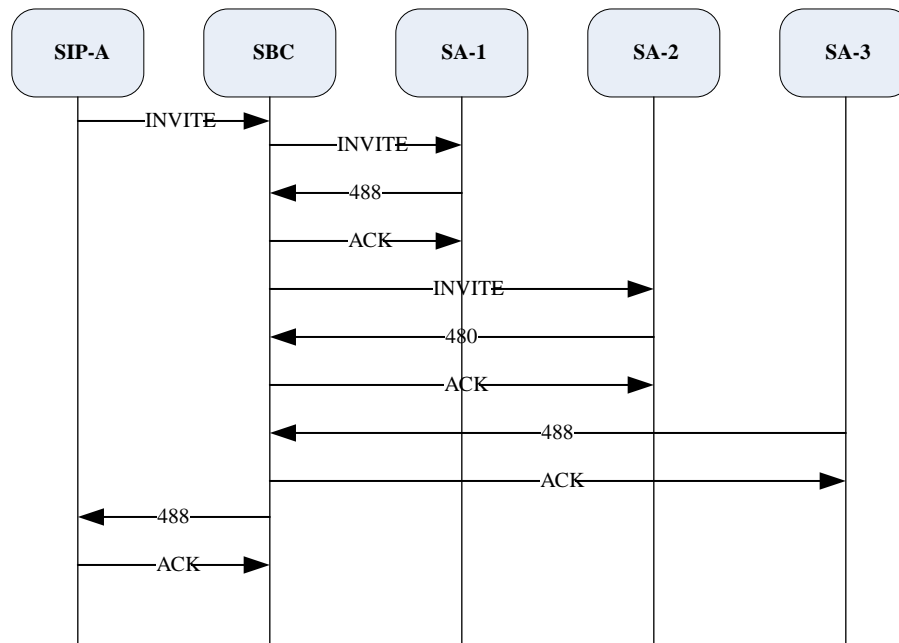 SIP-A
SBC
SA-1
SA-2
SA-3
INVITE
INVITE
488
ACK
INVITE
480
ACK
488
ACK
488
ACK